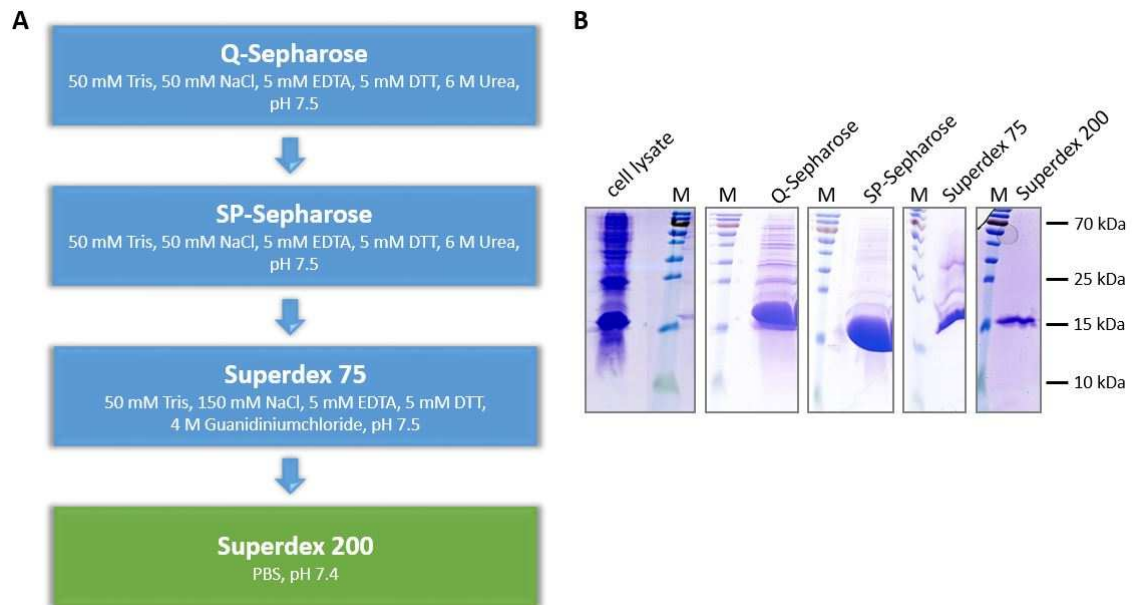 A
Q-Sepharose
50 mM Tris, 50 mM NaCl, 5 mM EDTA, 5 mM DTT, 6 M Urea,
pH 7.5
SP-Sepharose
50 mM Tris, 50 mM NaCl, 5 mM EDTA, 5 mM DTT, 6 M Urea,
pH 7.5
Superdex 75
50 mM Tris, 150 mM NaCl, 5 mM EDTA, 5 mM DTT,
4 M Guanidiniumchloride, pH 7.5
Superdex 200
PBS, pH 7.4
B
cell lysate
M
M
Q-Sepharose
M
SP-Sepharose
M
Superdex 75
M
Superdex 200
70 kDa
25 kDa
15 kDa
10 kDa